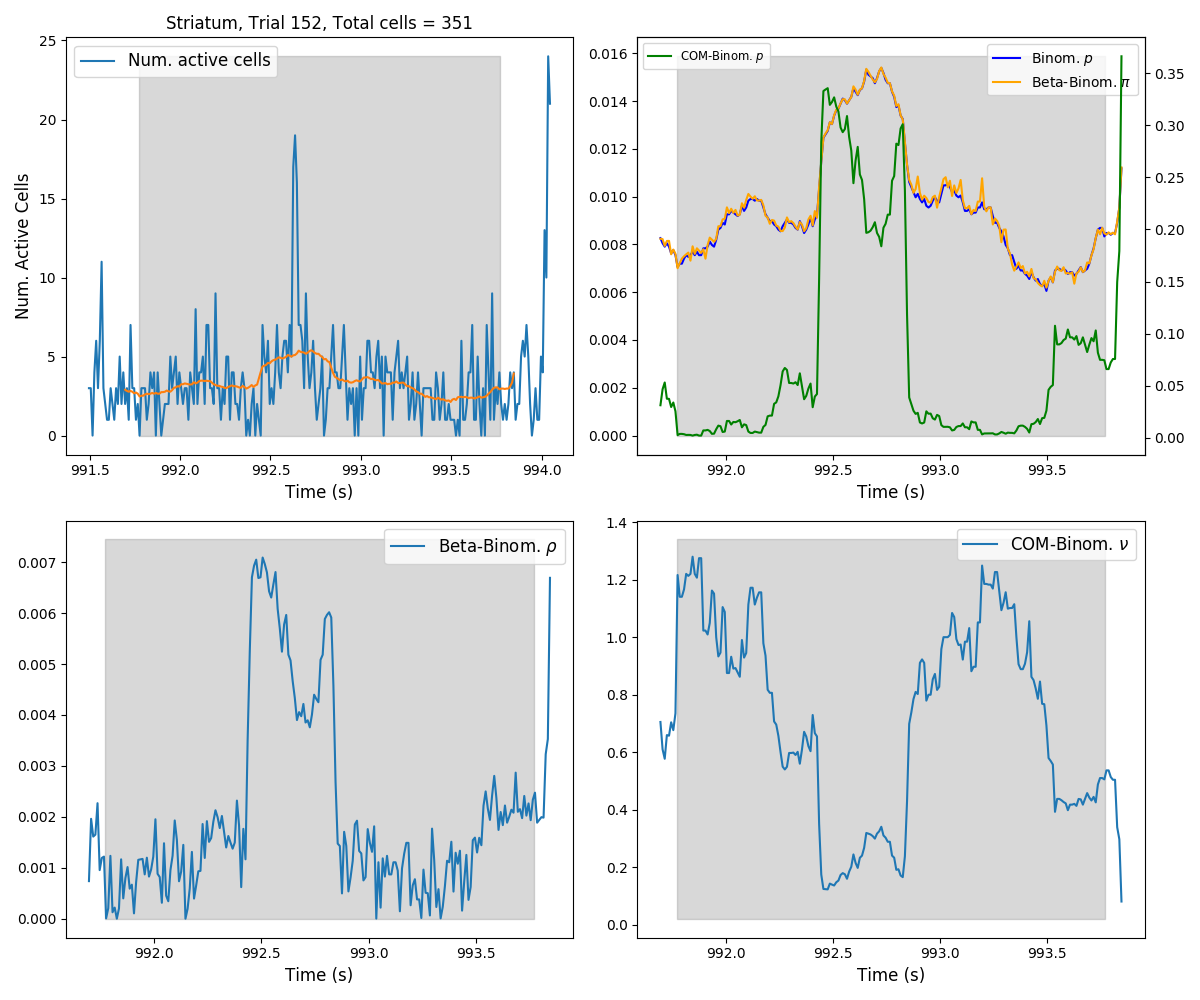 Striatum, Trial 152, Total cells = 351
Num. active cells
Num. Active Cells
25
20
15
10
5
0
991.5 992.0 992.5 993.0 993.5 994.0
Time (s)
COM-Binom. p
Binom. p
Beta-Binom. π
0.016
0.014
0.012
0.010
0.008
0.006
0.004
0.002
0.000
0.35
0.30
0.25
0.20
0.15
0.10
0.05
0.00
992.0 992.5 993.0 993.5
Time (s)
Beta-Binom. ρ
0.007
0.006
0.005
0.004
0.003
0.002
0.001
0.000
992.0 992.5 993.0 993.5
Time (s)
COM-Binom. ν
1.4
1.2
1.0
0.8
0.6
0.4
0.2
0.0
992.0 992.5 993.0 993.5
Time (s)